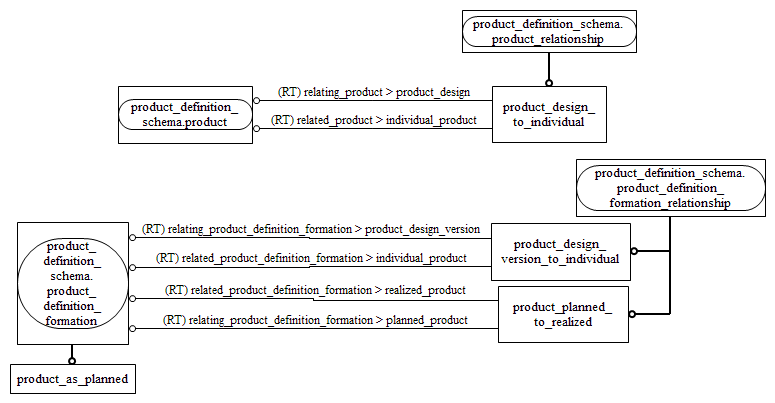 product_definition_schema.
product_relationship
(RT) relating_product > product_design
product_definition_
schema.product
product_design_
to_individual
(RT) related_product > individual_product
product_definition_schema.
product_definition_
formation_relationship
(RT) relating_product_definition_formation > product_design_version
product_
definition_
schema.
product_
definition_
formation
product_design_
version_to_individual
(RT) related_product_definition_formation > individual_product
(RT) related_product_definition_formation > realized_product
product_planned_
to_realized
(RT) relating_product_definition_formation > planned_product
product_as_planned